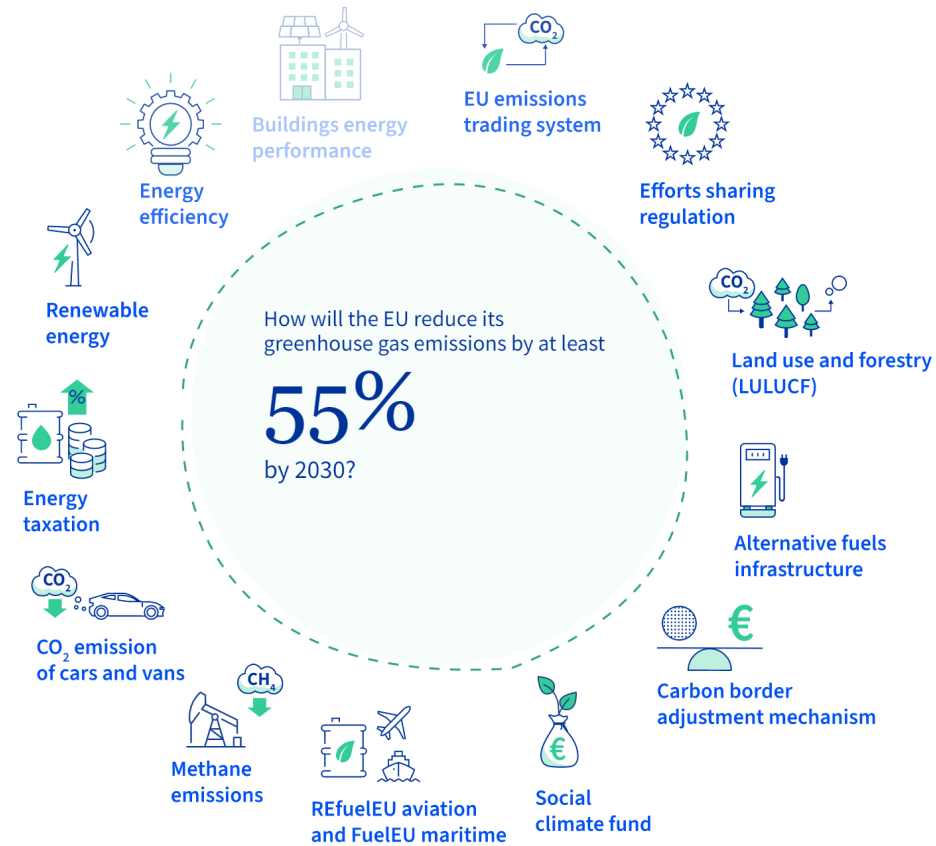 How will the EU reduce its
greenhouse gas emissions by at least
55%
by 2030?
CO2
EU emissions
trading system
Efforts sharing
regulation
CO2
Land use and forestry
(LULUCF)
Alternative fuels
infrastructure
€
Carbon border
adjustment mechanism
€
Social
climate fund
REfuelEU aviation
and FuelEU maritime
CH4
Methane
emissions
CO2
CO2 emission
of cars and vans
%
Energy
taxation
Renewable
energy
Energy
efficiency
Buildings energy
performance